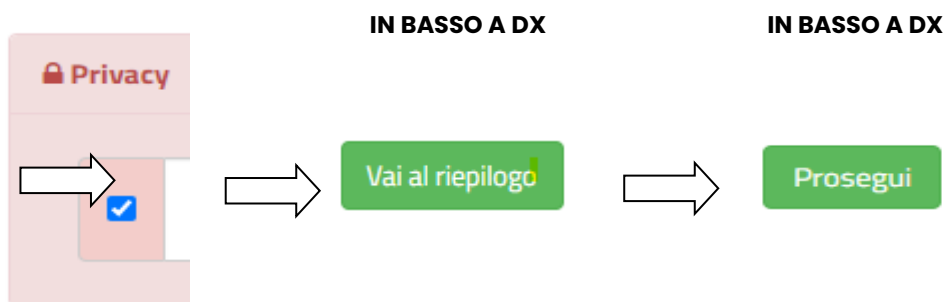 IN BASSO A DX
IN BASSO A DX
Privacy
Vai al riepilogo
Prosegui